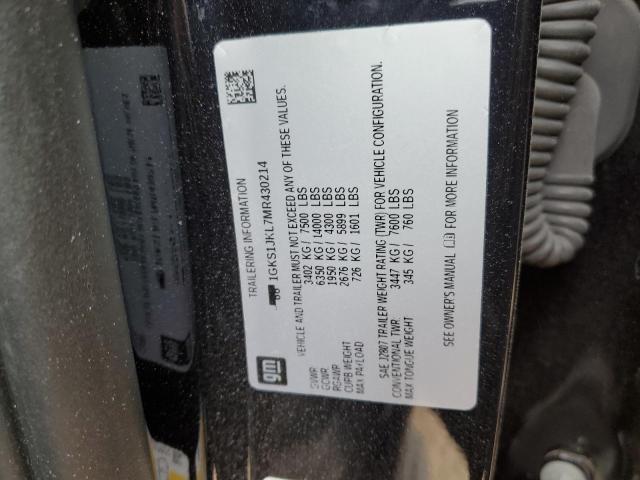 gm
TRAILERING INFORMATION
1GKS1JKL7MR430214
VEHICLE AND TRAILER MUST NOT EXCEED ANY OF THESE VALUES.
GVWR 3402 KG/ 7500 LBS
GCWR 6350 KG/ 14000 LBS
RGAWR 1950 KG/ 4300 LBS
CURB WEIGHT 2676 KG/ 5899 LBS
MAX PAYLOAD 726 KG/ 1601 LBS
SAE J2807 TRAILER WEIGHT RATING (TWR) FOR VEHICLE CONFIGURATION.
CONVENTIONAL TWR 3447 KG/ 7600 LBS
MAX TONGUE WEIGHT 345 KG/ 760 LBS
SEE OWNER'S MANUAL FOR MORE INFORMATION